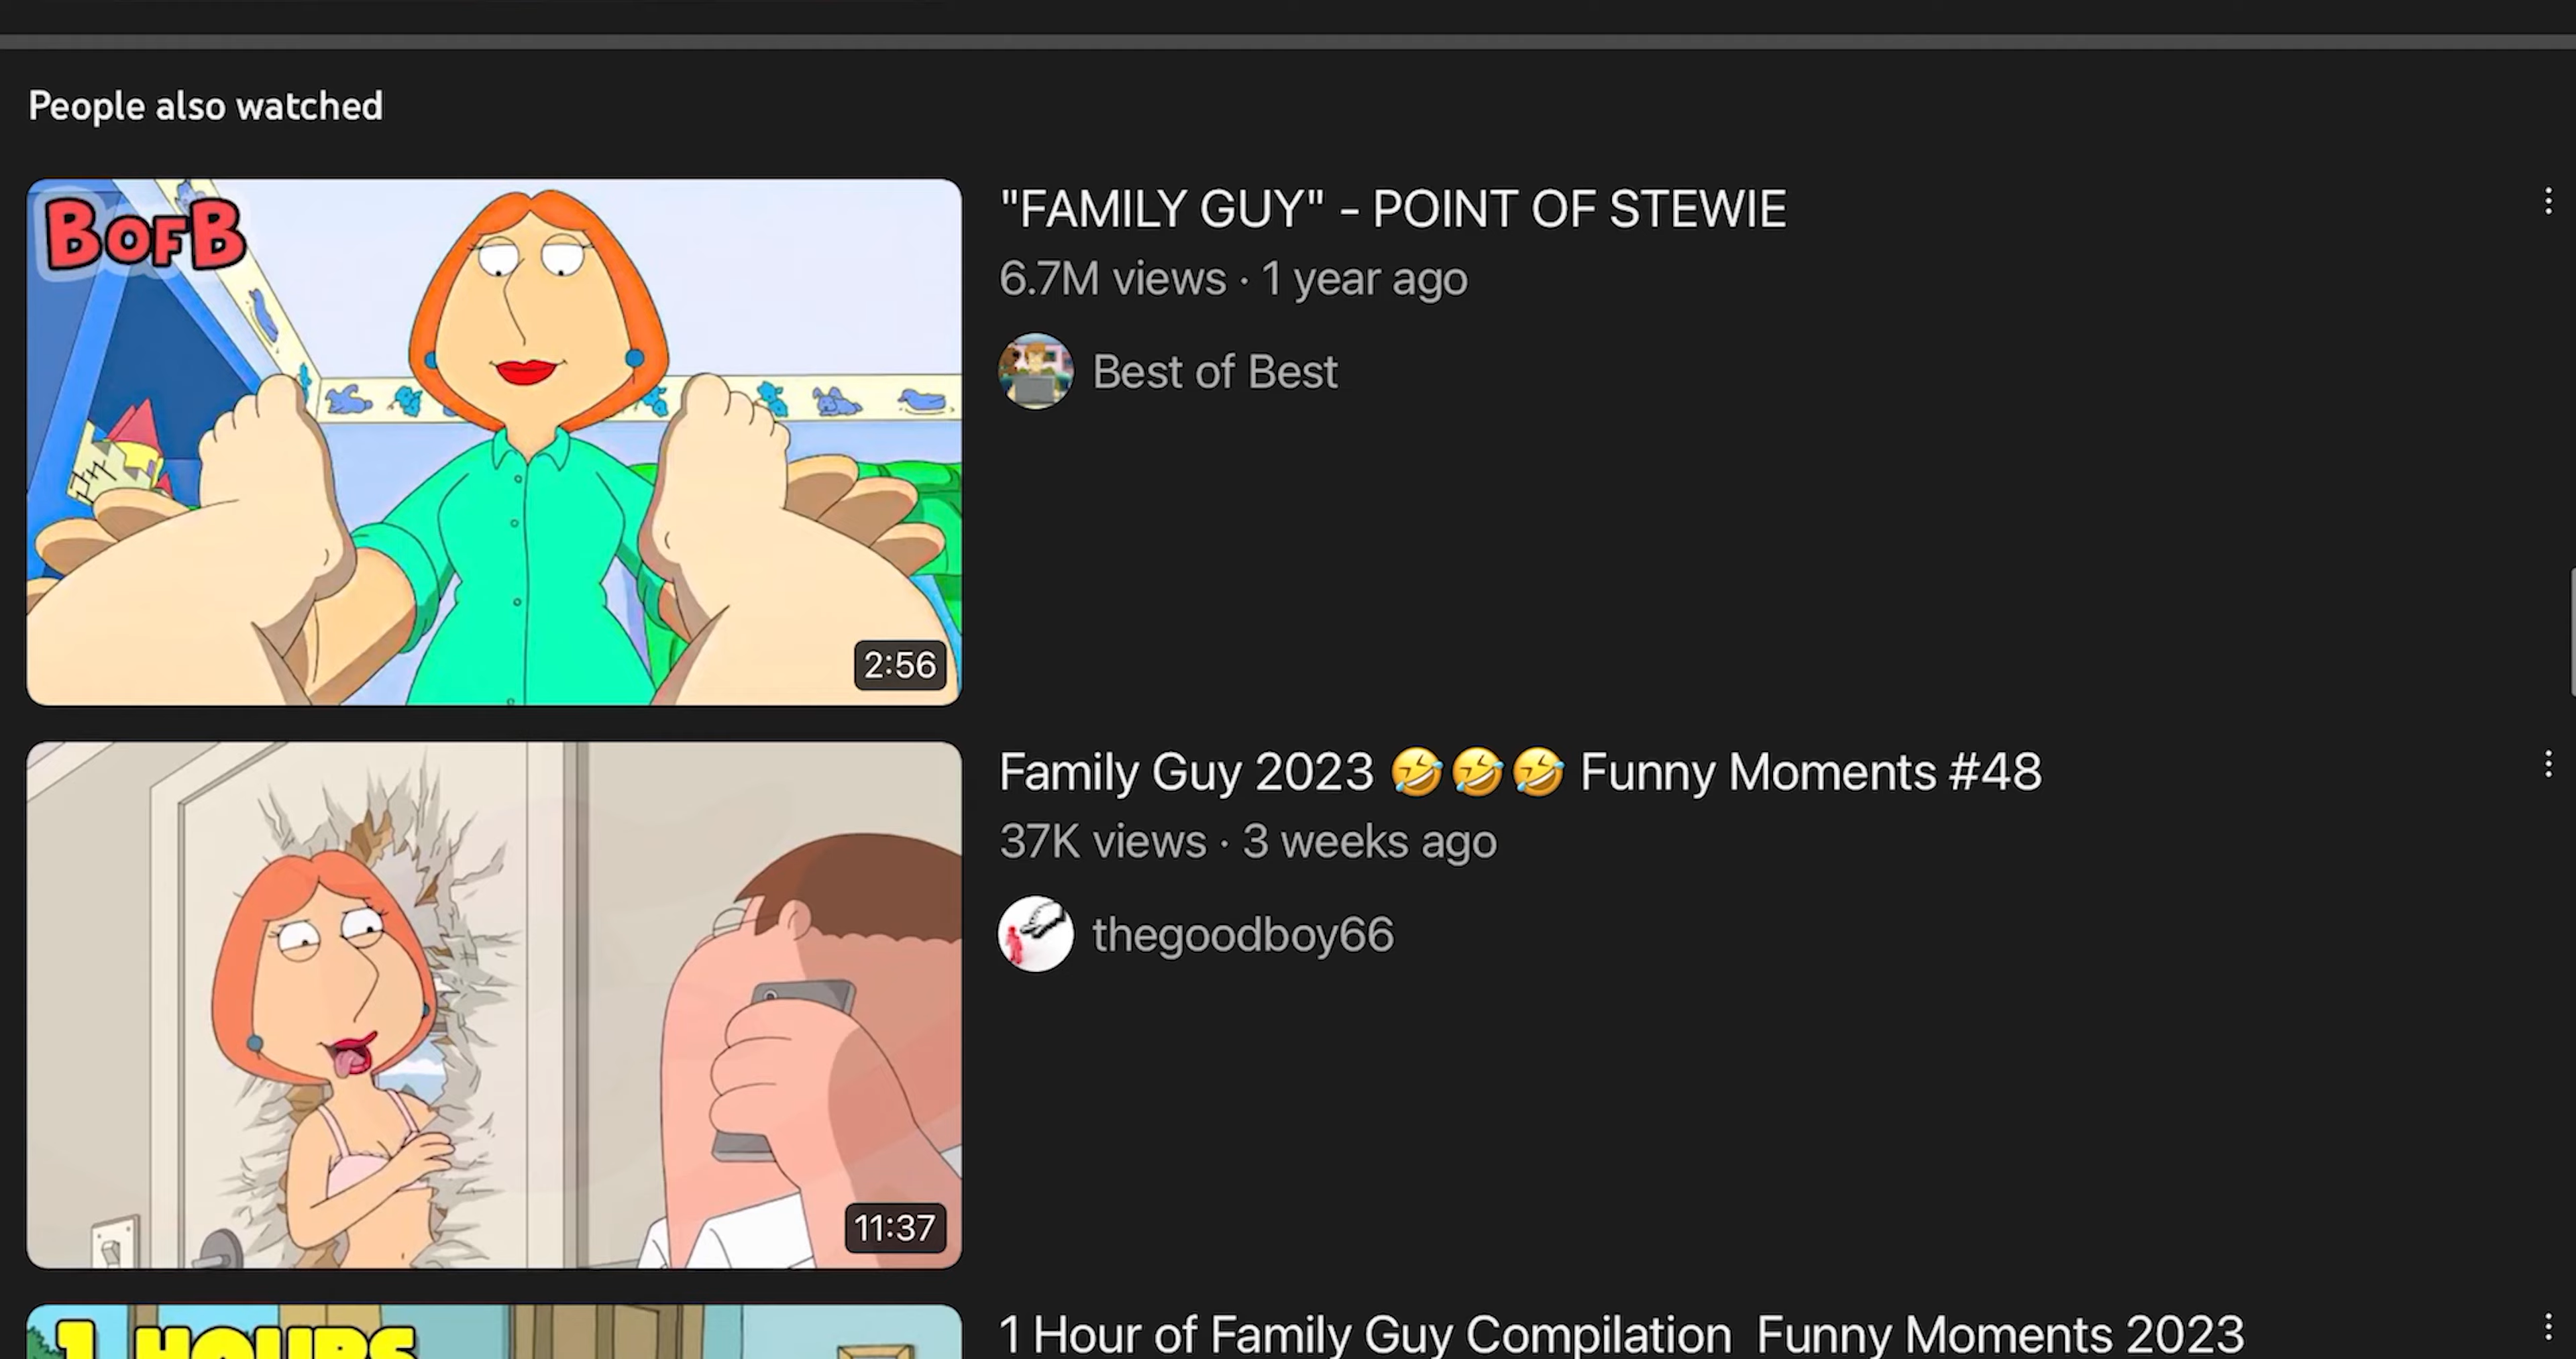 People also watched
BOFB
2:56
"FAMILY GUY" - POINT OF STEWIE
6.7M views · 1 year ago
Best of Best
11:37
Family Guy 2023 🤣🤣🤣 Funny Moments #48
37K views · 3 weeks ago
thegoodboy66
1 HOURS
1 Hour of Family Guy Compilation  Funny Moments 2023